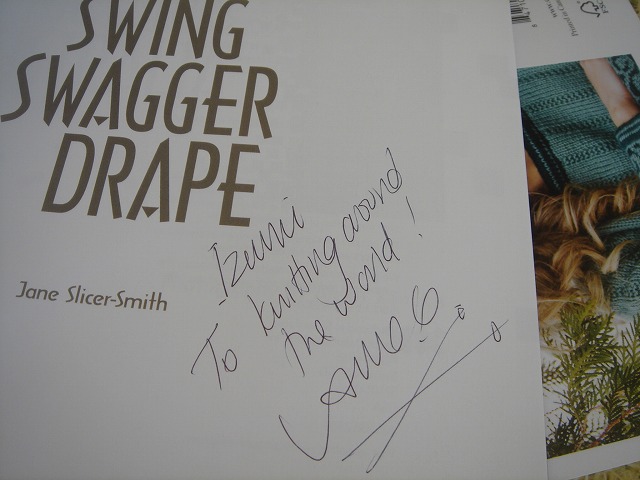 SWING
SWAGGER
DRAPE
Jane Slicer-Smith
Izumi
To knitting around
the world!